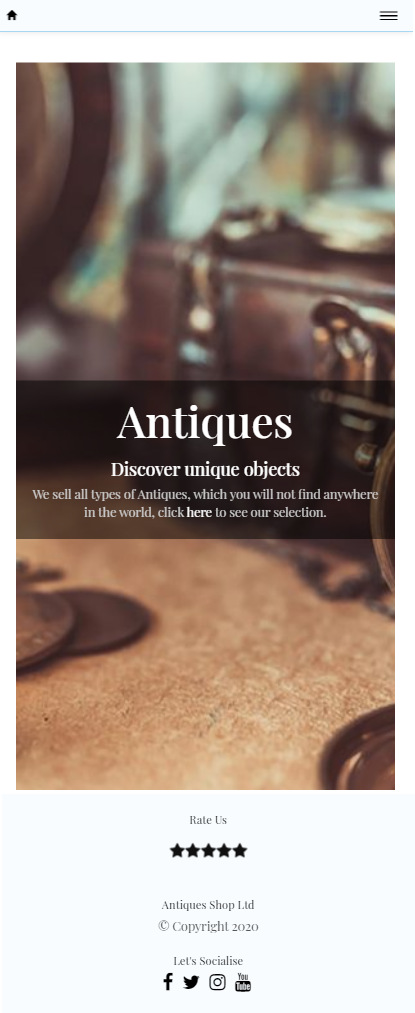 Antiques
Discover unique objects
We sell all types of Antiques, which you will not find anywhere
in the world, click here to see our selection.
Rate Us
Antiques Shop Ltd
© Copyright 2020
Let's Socialise
You
Tube